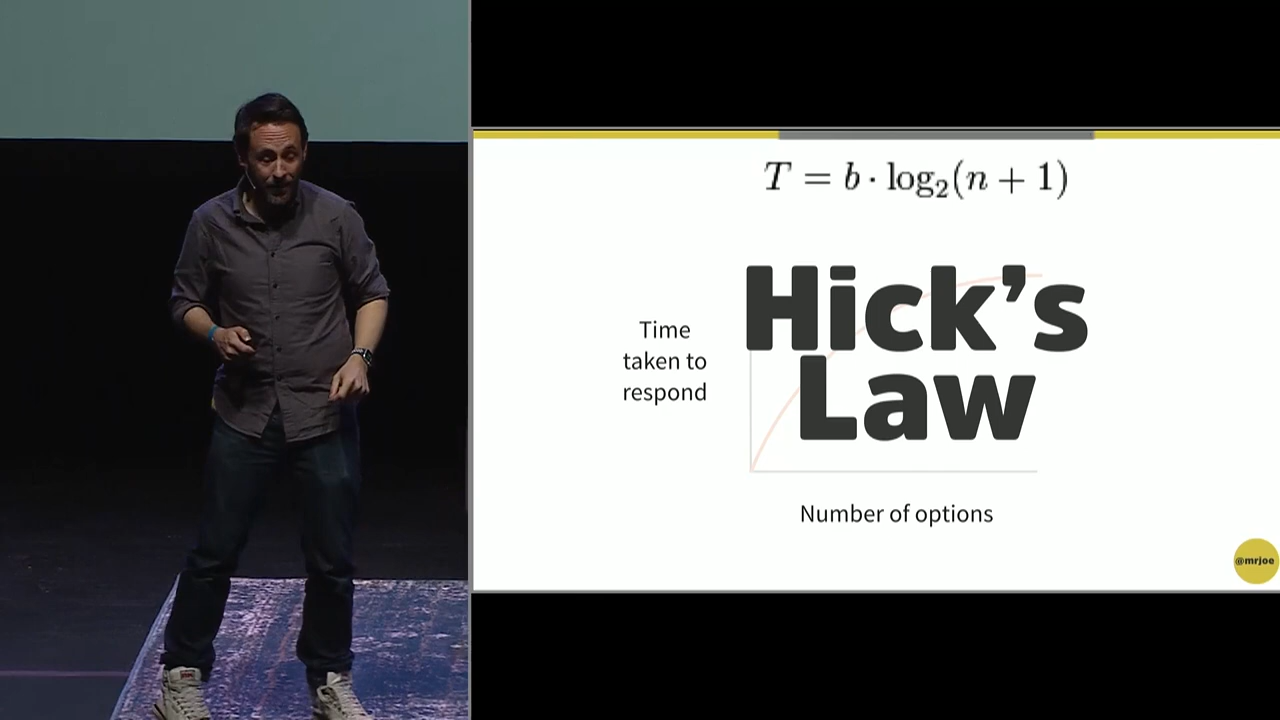 T = b · log₂(n + 1)
Hick's
Law
Time
taken to
respond
Number of options
@mrjoe